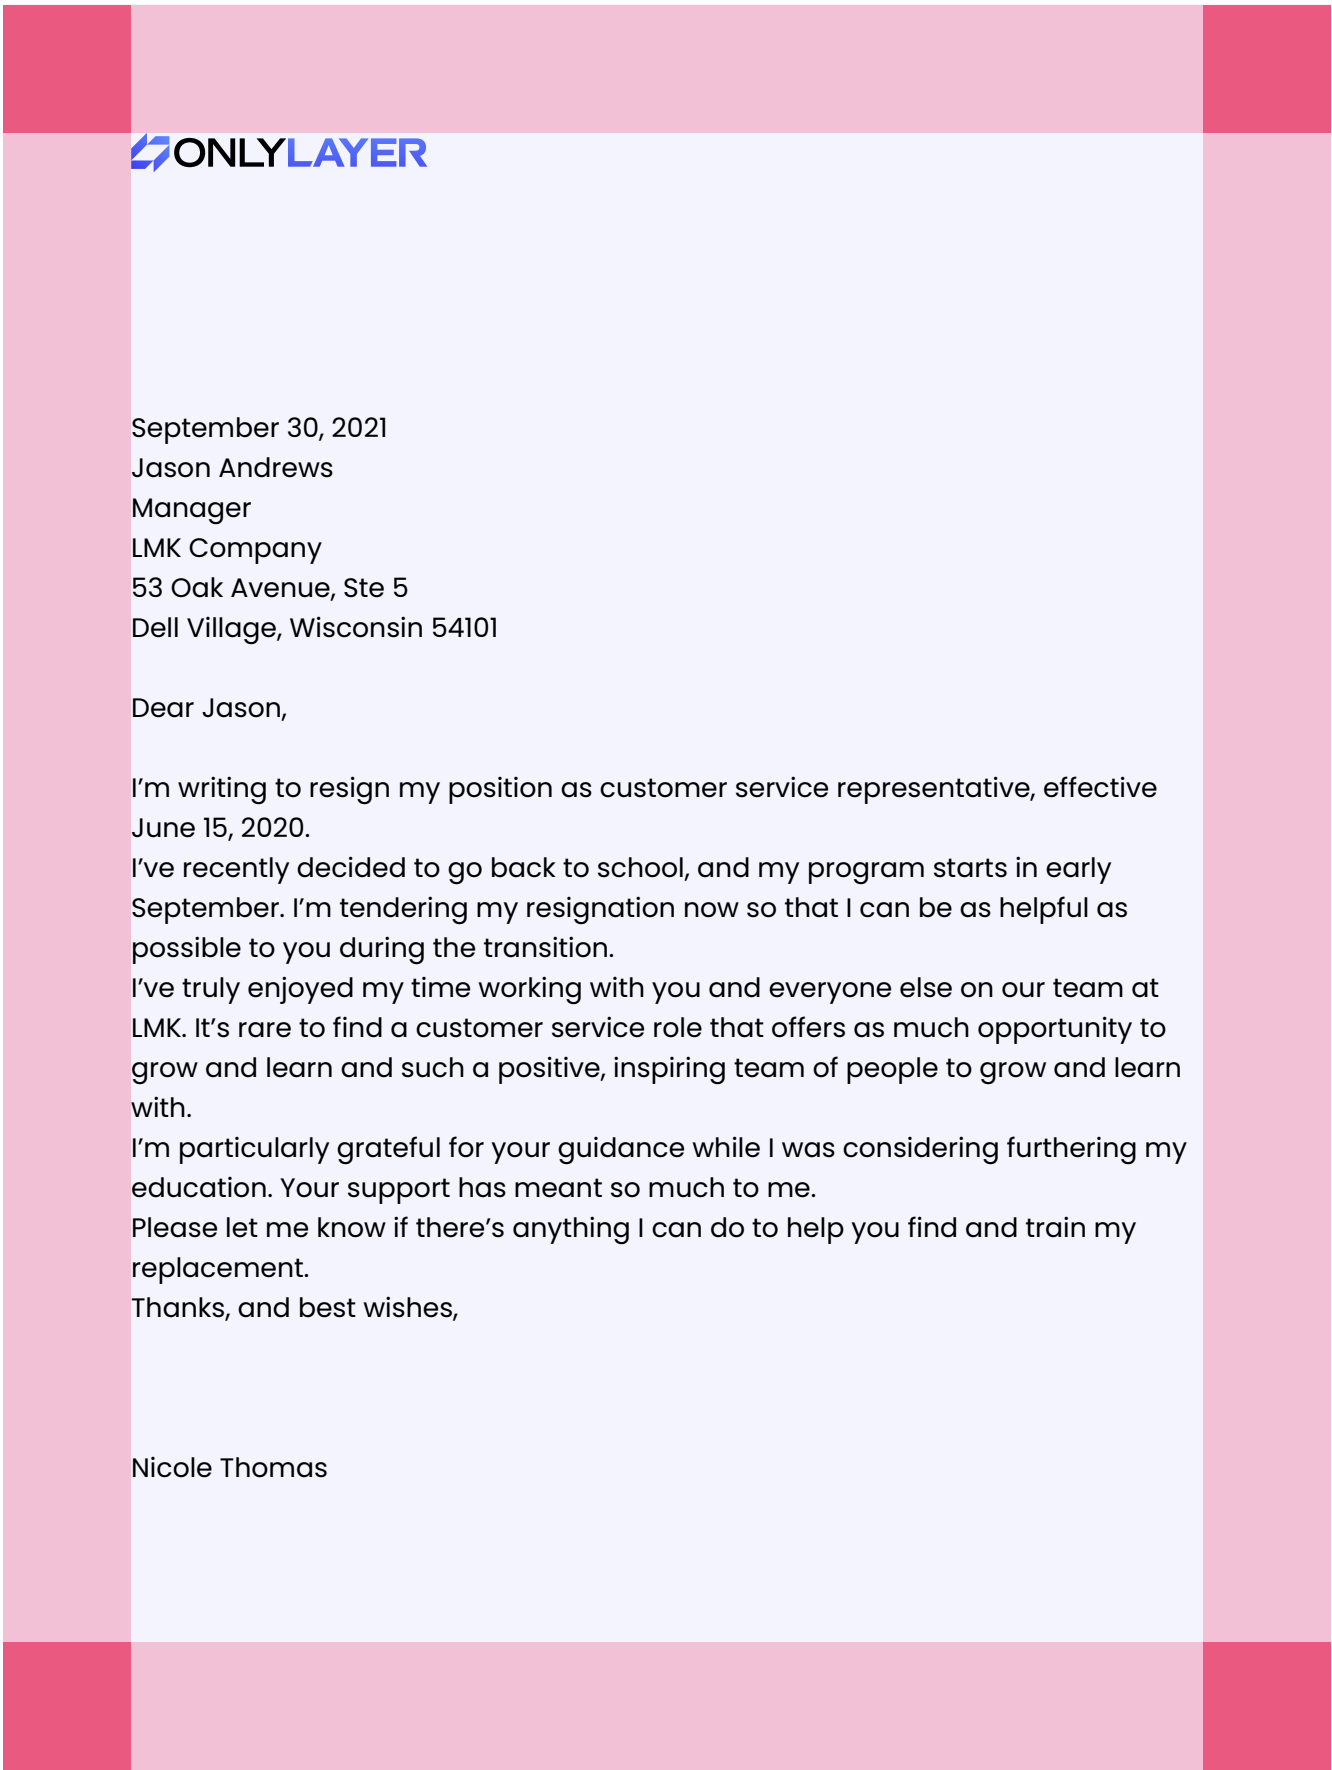 ONLYLAYER
September 30, 2021
Jason Andrews
Manager
LMK Company
53 Oak Avenue, Ste 5
Dell Village, Wisconsin 54101
Dear Jason,
I’m writing to resign my position as customer service representative, effective
June 15, 2020.
I’ve recently decided to go back to school, and my program starts in early
September. I’m tendering my resignation now so that I can be as helpful as
possible to you during the transition.
I’ve truly enjoyed my time working with you and everyone else on our team at
LMK. It’s rare to find a customer service role that offers as much opportunity to
grow and learn and such a positive, inspiring team of people to grow and learn
with.
I’m particularly grateful for your guidance while I was considering furthering my
education. Your support has meant so much to me.
Please let me know if there’s anything I can do to help you find and train my
replacement.
Thanks, and best wishes,
Nicole Thomas